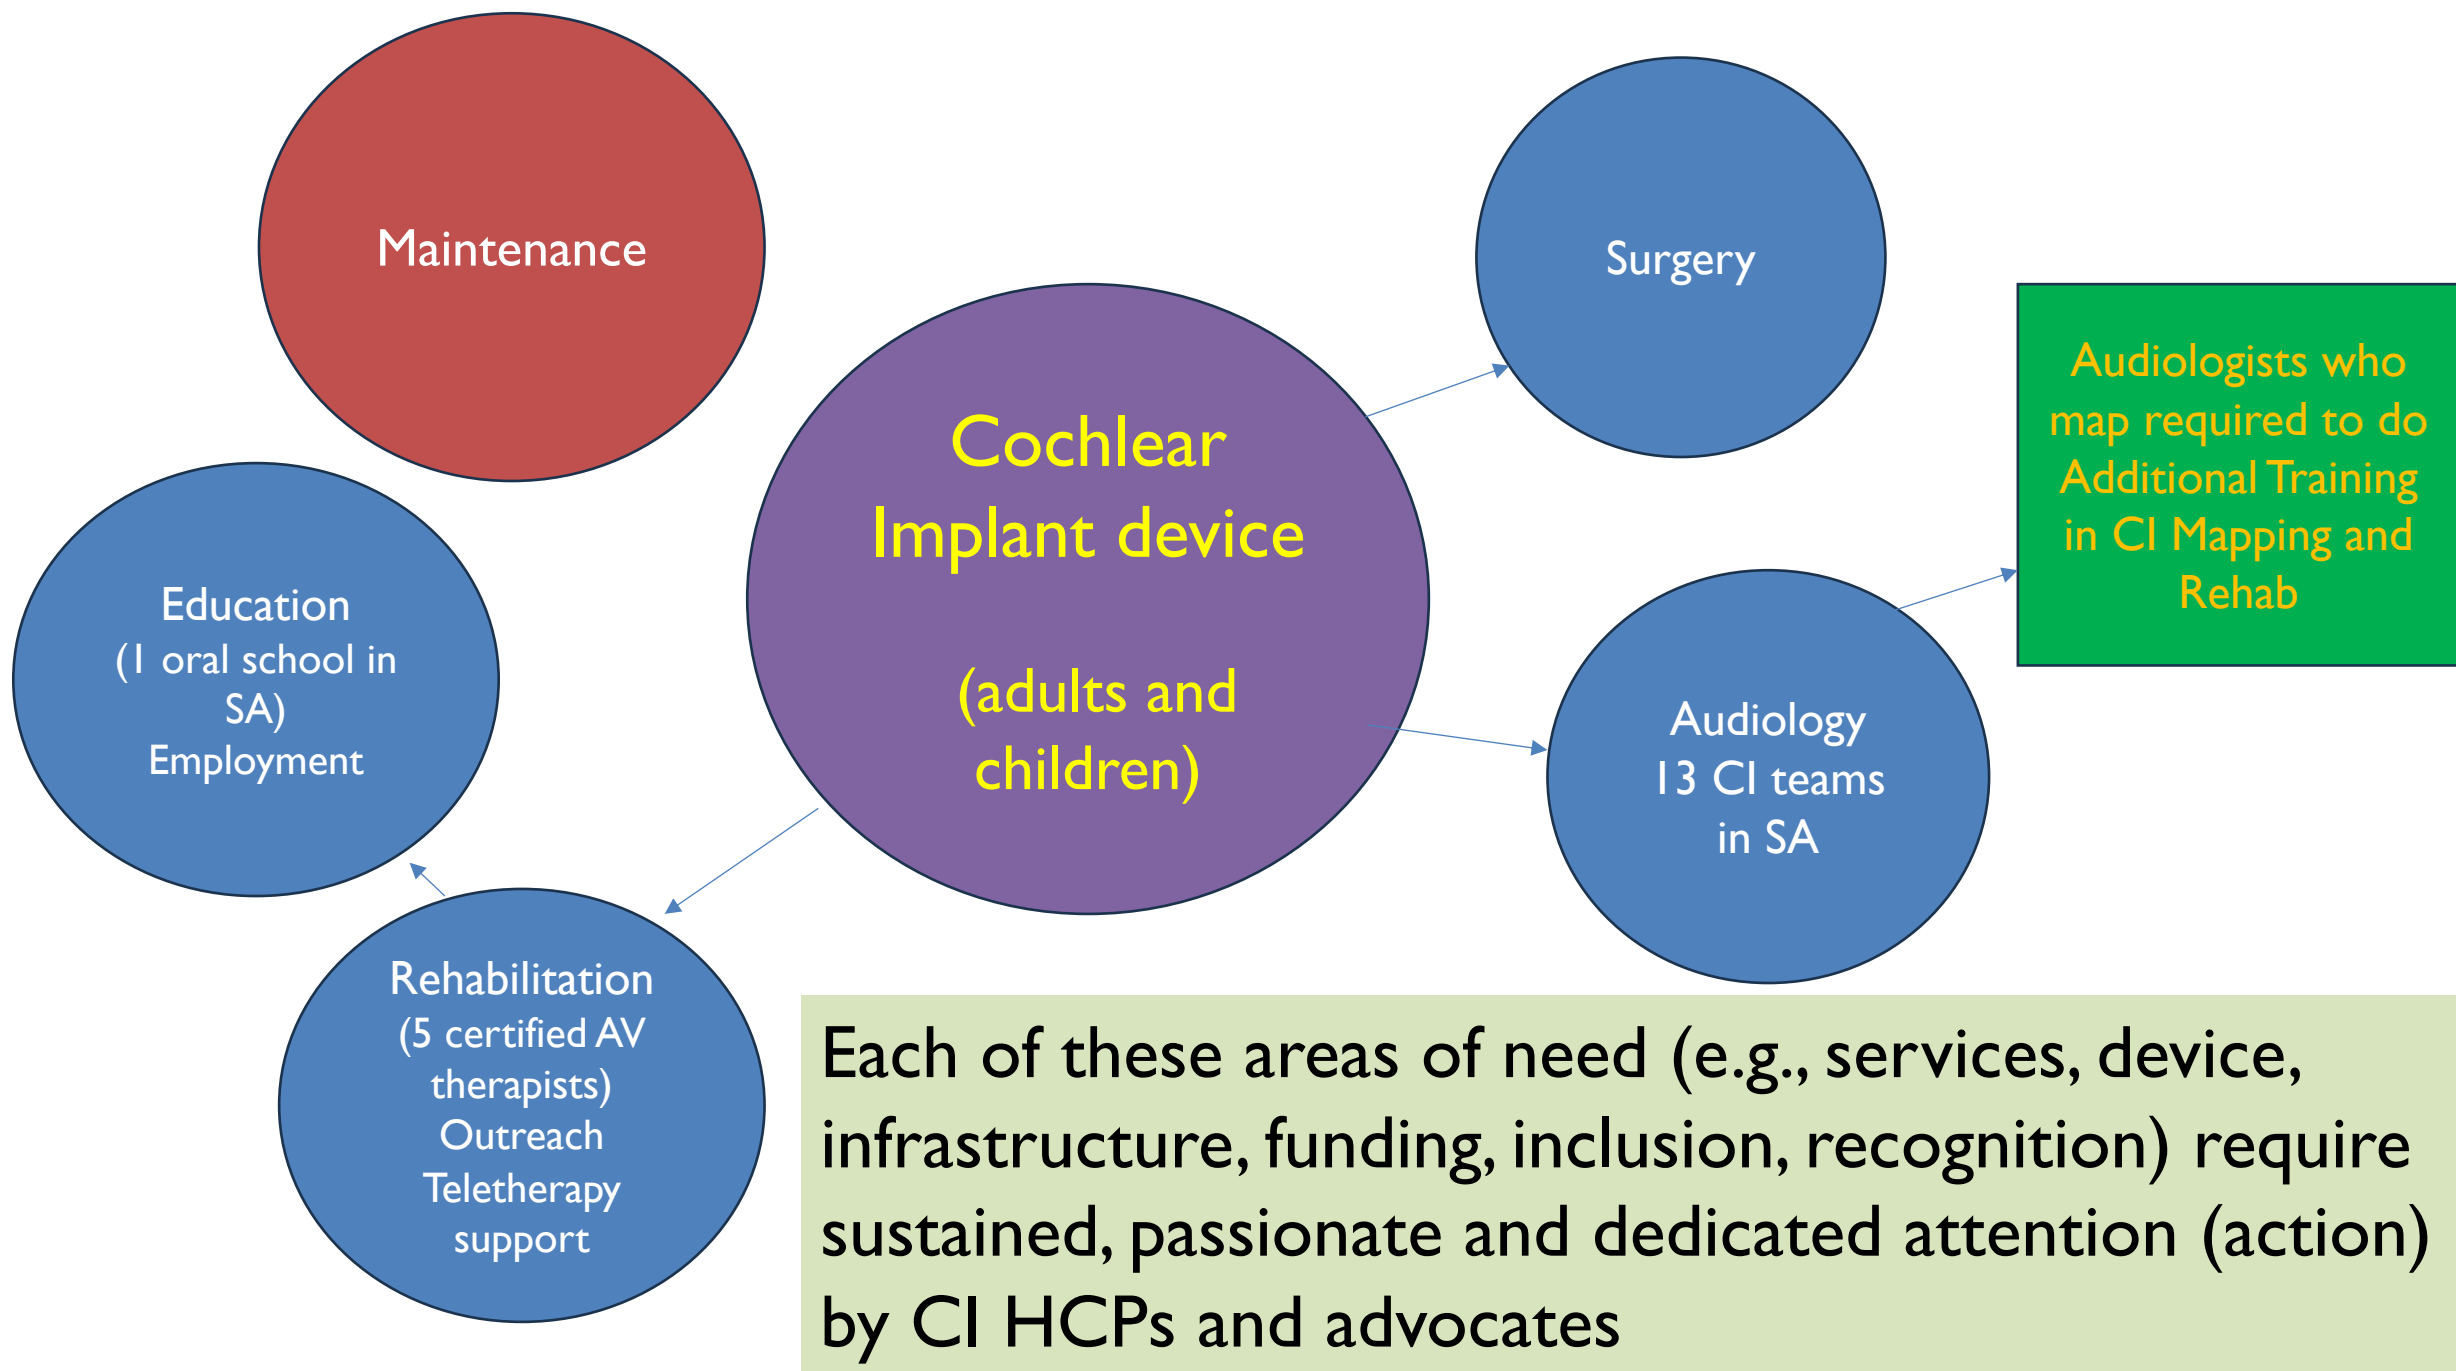 Maintenance
Surgery
Cochlear
Implant device
(adults and
children)
Audiologists who
map required to do
Additional Training
in CI Mapping and
Rehab
Education
(1 oral school in
SA)
Employment
Audiology
13 CI teams
in SA
Rehabilitation
(5 certified AV
therapists)
Outreach
Teletherapy
support
Each of these areas of need (e.g., services, device,
infrastructure, funding, inclusion, recognition) require
sustained, passionate and dedicated attention (action)
by CI HCPs and advocates